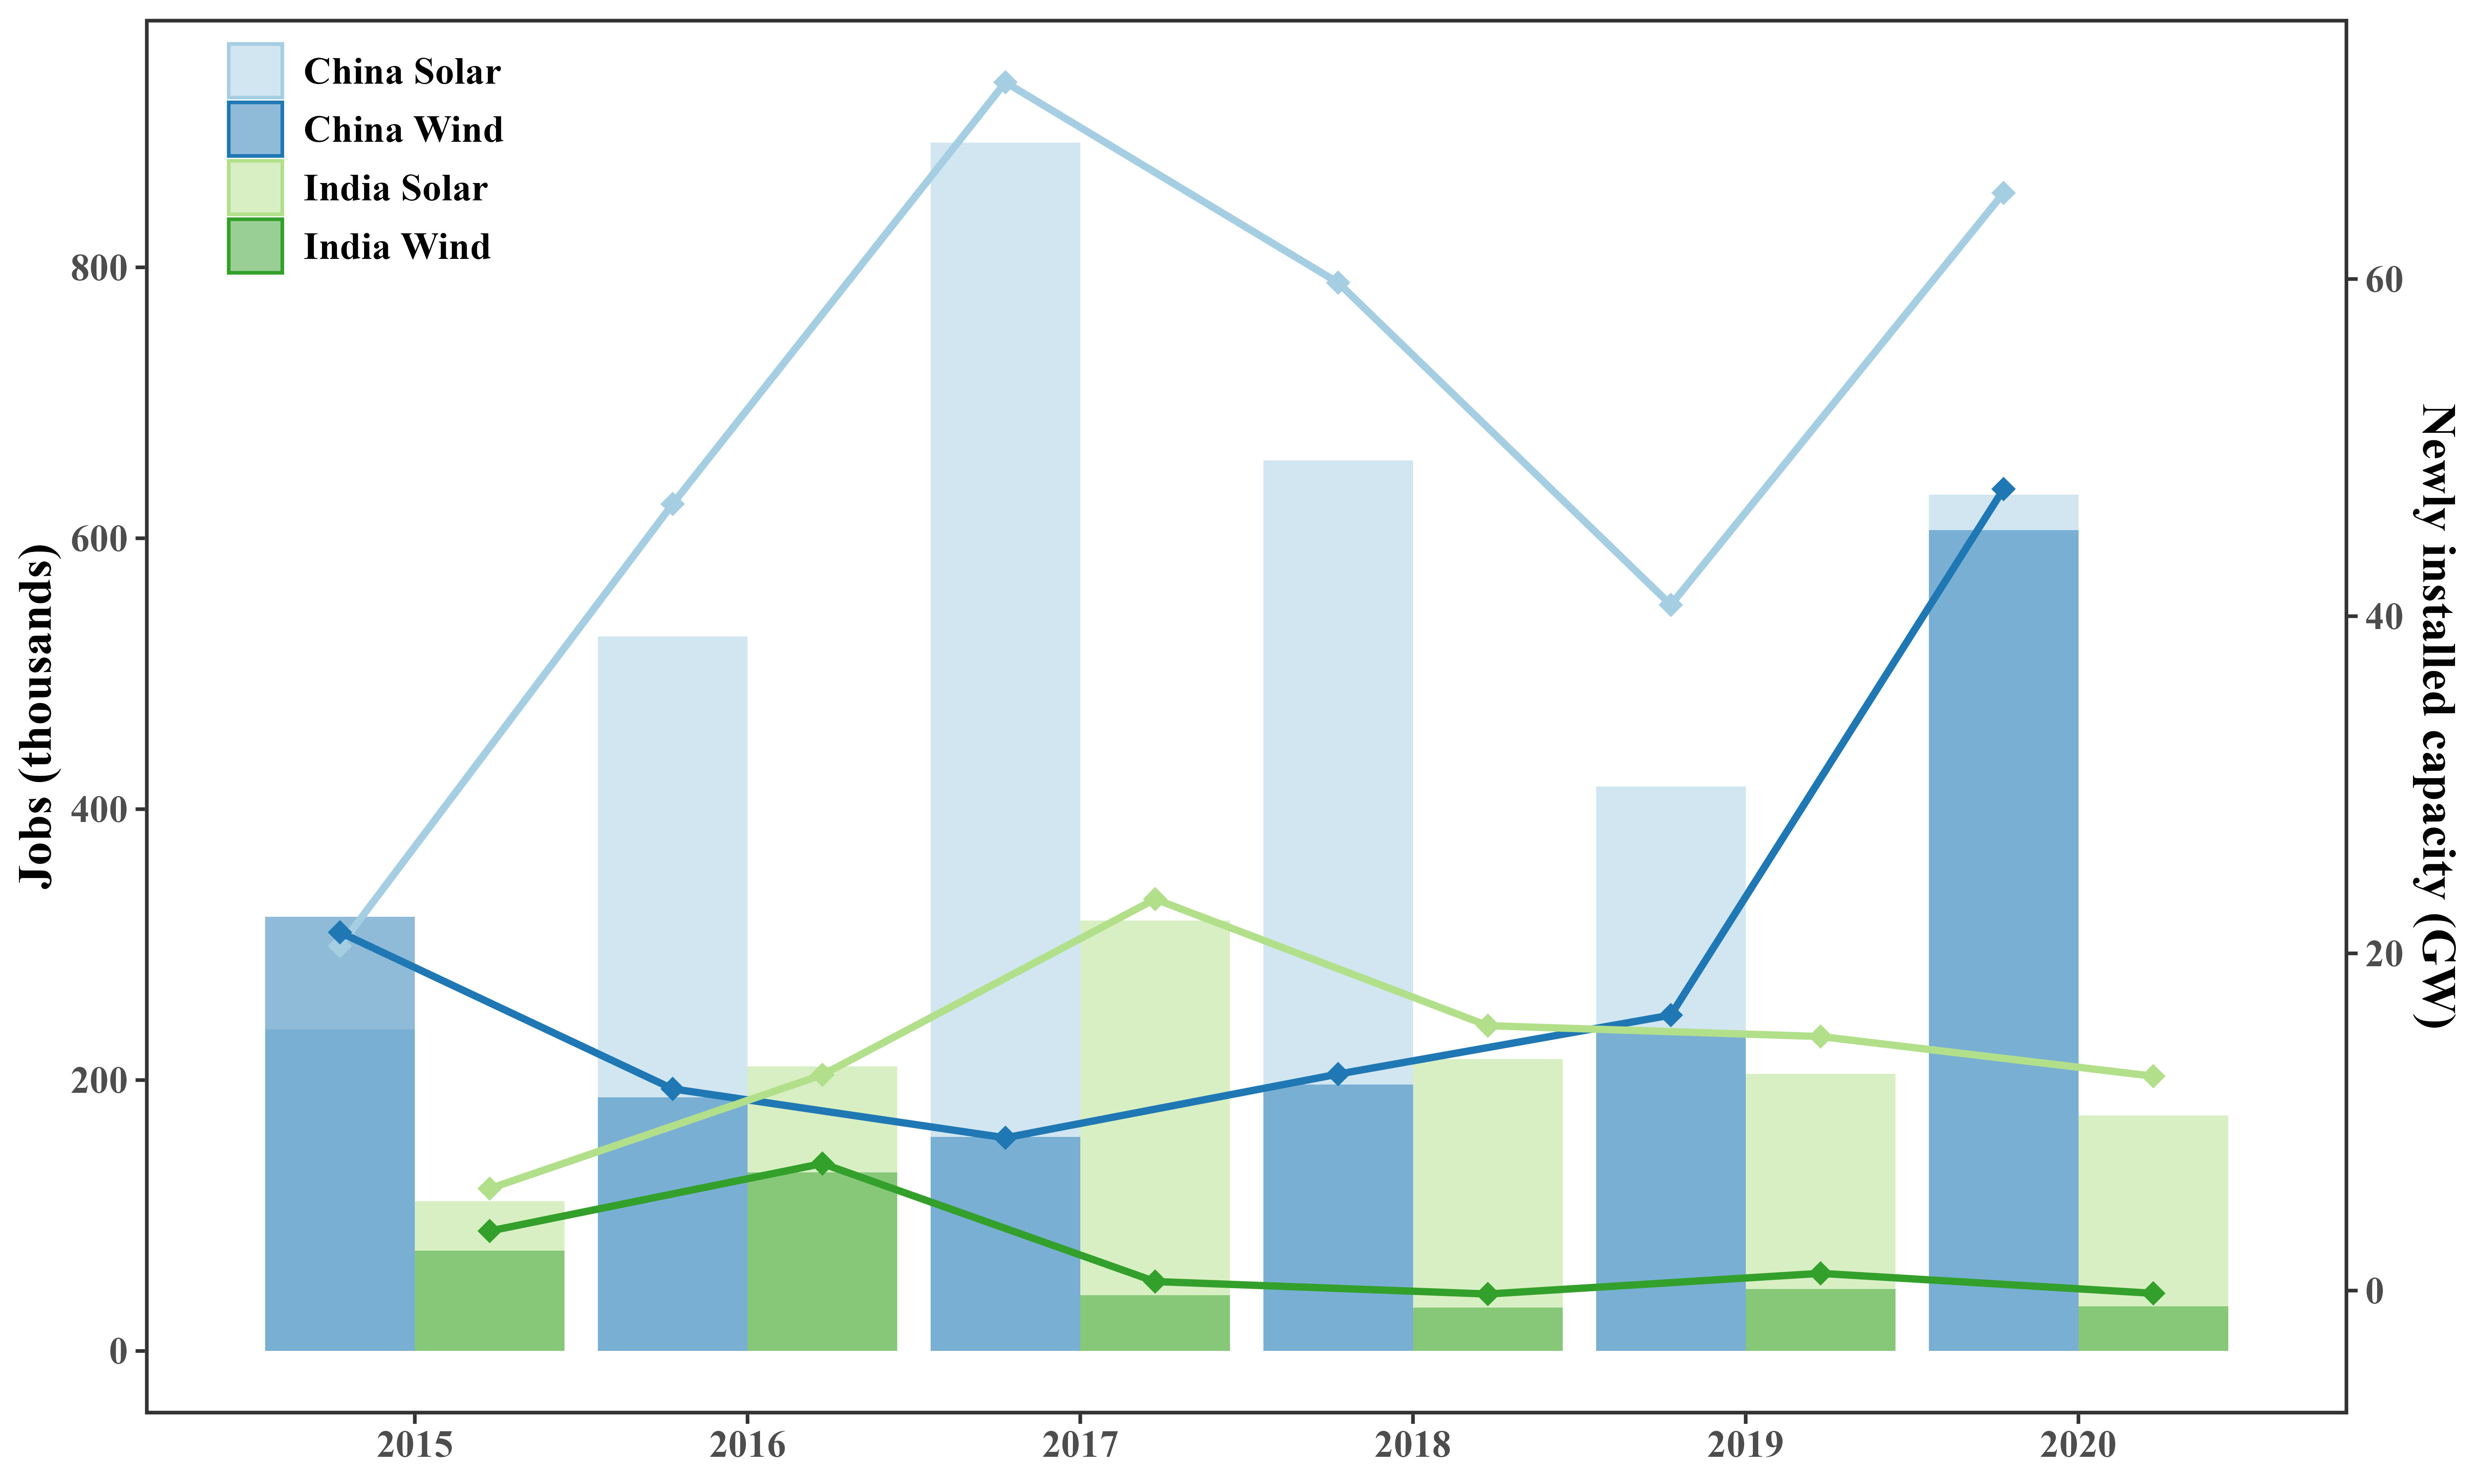 China Solar
China Wind
India Solar
India Wind
Jobs (thousands)
800
600
400
200
0
Newly installed capacity (GW)
60
40
20
0
2015
2016
2017
2018
2019
2020